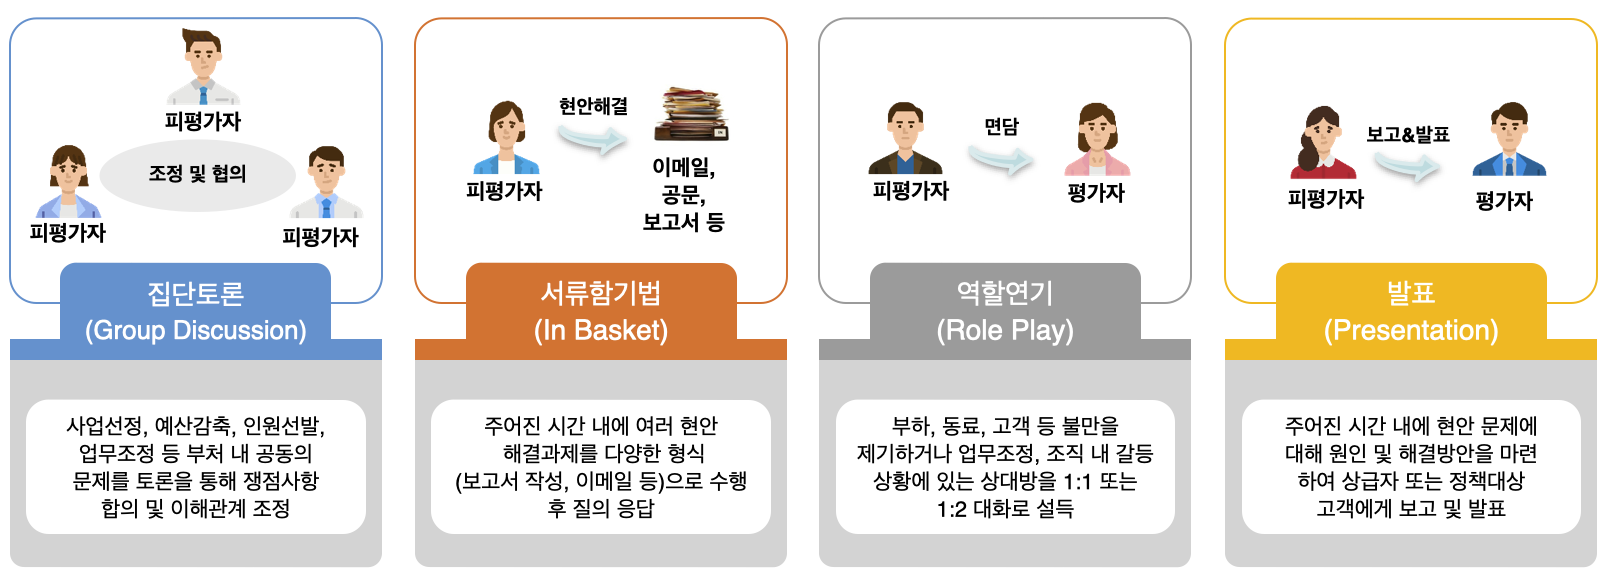 피평가자
조정 및 협의
피평가자
피평가자
집단토론
(Group Discussion)
사업선정, 예산감축, 인원선발,
업무조정 등 부처 내 공동의
문제를 토론을 통해 쟁점사항
합의 및 이해관계 조정
현안해결
피평가자
이메일,
공문,
보고서 등
서류함기법
(In Basket)
주어진 시간 내에 여러 현안
해결과제를 다양한 형식
(보고서 작성, 이메일 등)으로 수행
후 질의 응답
면담
피평가자
평가자
역할연기
(Role Play)
부하, 동료, 고객 등 불만을
제기하거나 업무조정, 조직 내 갈등
상황에 있는 상대방을 1:1 또는
1:2 대화로 설득
보고&발표
피평가자
평가자
발표
(Presentation)
주어진 시간 내에 현안 문제에
대해 원인 및 해결방안을 마련
하여 상급자 또는 정책대상
고객에게 보고 및 발표